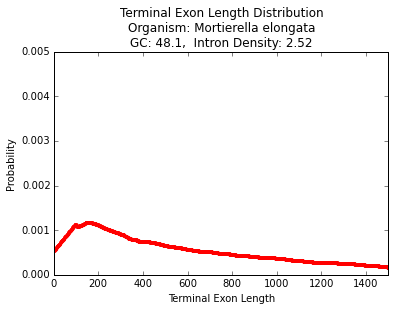 Terminal Exon Length Distribution
Organism: Mortierella elongata
GC: 48.1,  Intron Density: 2.52
0.005
0.004
0.003
0.002
0.001
0.000
Probability
0 200 400 600 800 1000 1200 1400
Terminal Exon Length